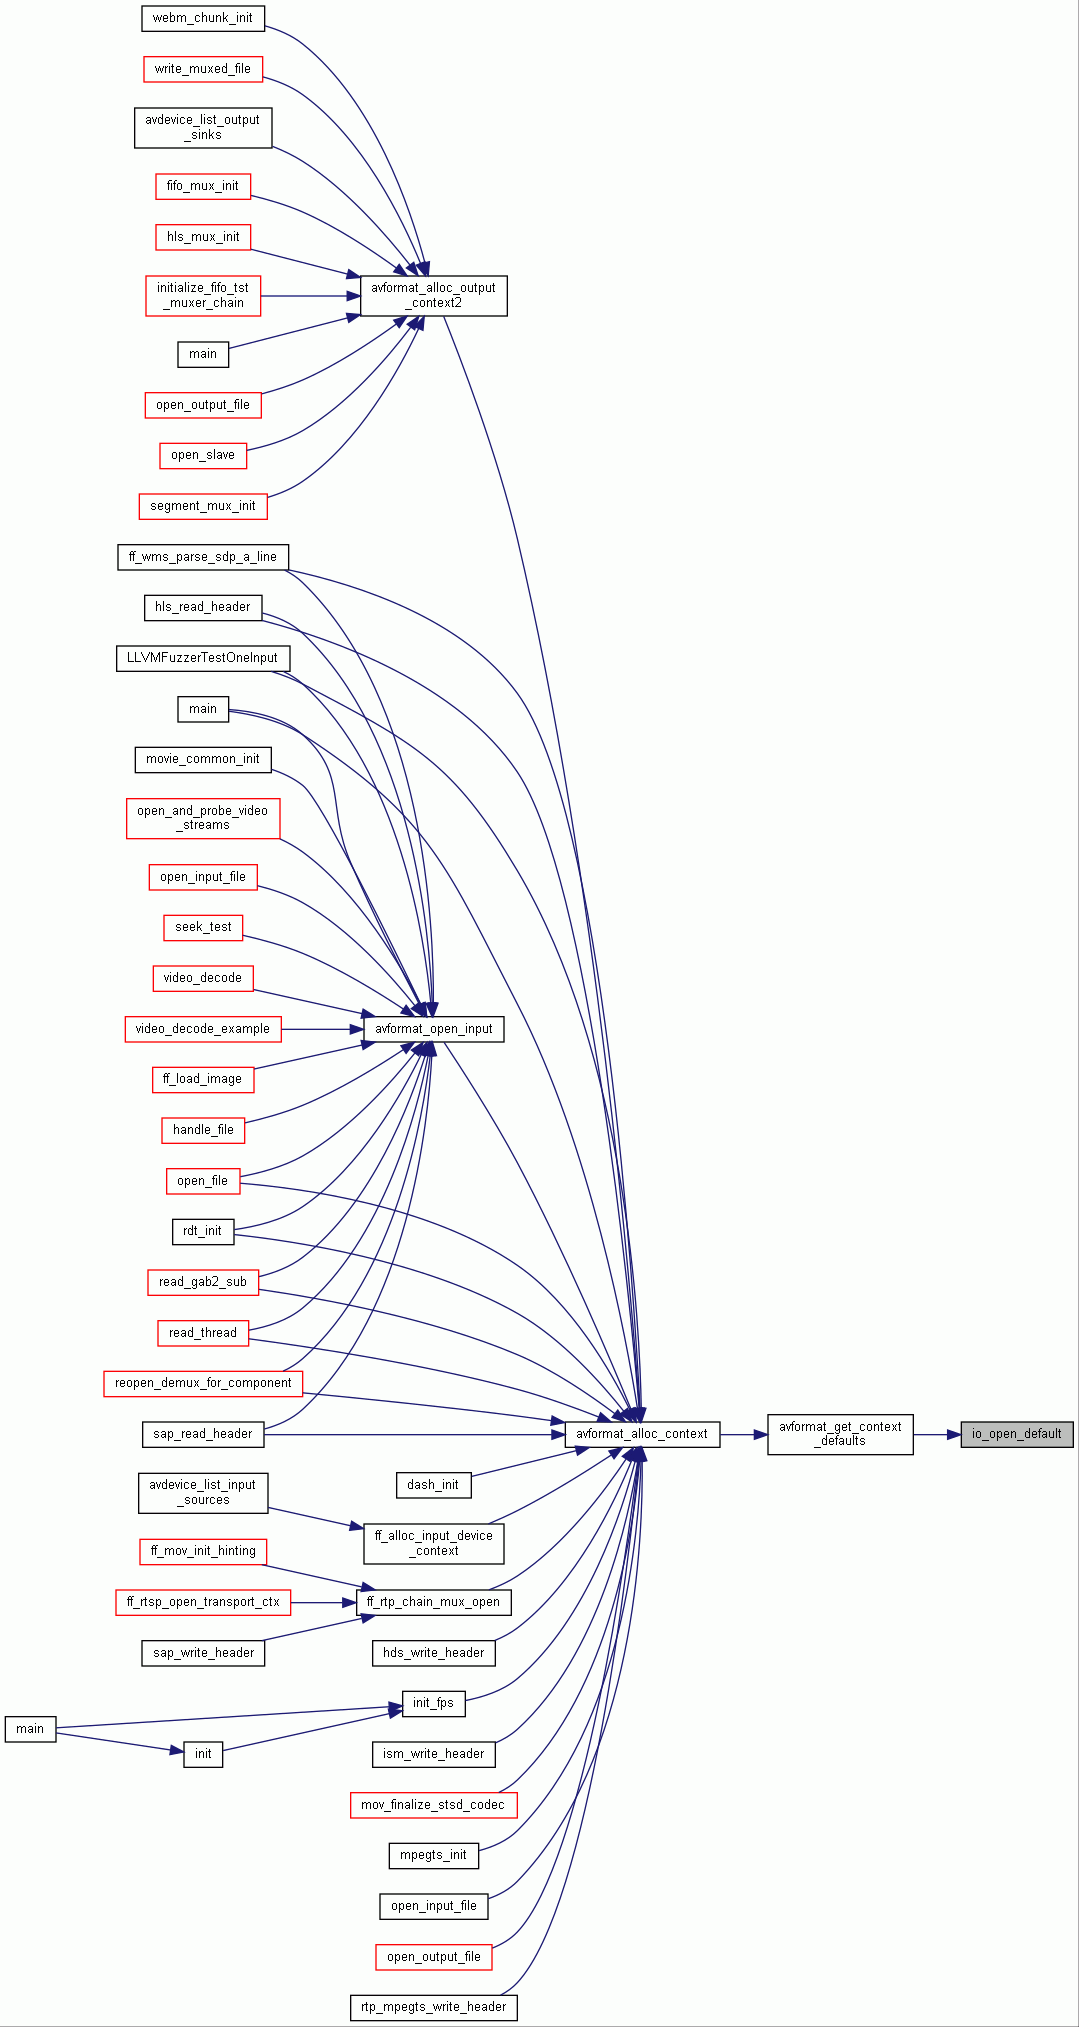 webm_chunk_init
write_muxed_file
avdevice_list_output
_sinks
fifo_mux_init
hls_mux_init
initialize_fifo_tst
_muxer_chain
avformat_alloc_output
_context2
main
open_output_file
open_slave
segment_mux_init
ff_wms_parse_sdp_a_line
hls_read_header
LLVMFuzzerTestOneInput
main
movie_common_init
open_and_probe_video
_streams
open_input_file
seek_test
video_decode
video_decode_example
avformat_open_input
ff_load_image
handle_file
open_file
rdt_init
read_gab2_sub
read_thread
reopen_demux_for_component
sap_read_header
avformat_alloc_context
avformat_get_context
_defaults
io_open_default
dash_init
avdevice_list_input
_sources
ff_alloc_input_device
_context
ff_mov_init_hinting
ff_rtsp_open_transport_ctx
ff_rtp_chain_mux_open
sap_write_header
hds_write_header
init_fps
main
init
ism_write_header
mov_finalize_stsd_codec
mpegts_init
open_input_file
open_output_file
rtp_mpegts_write_header